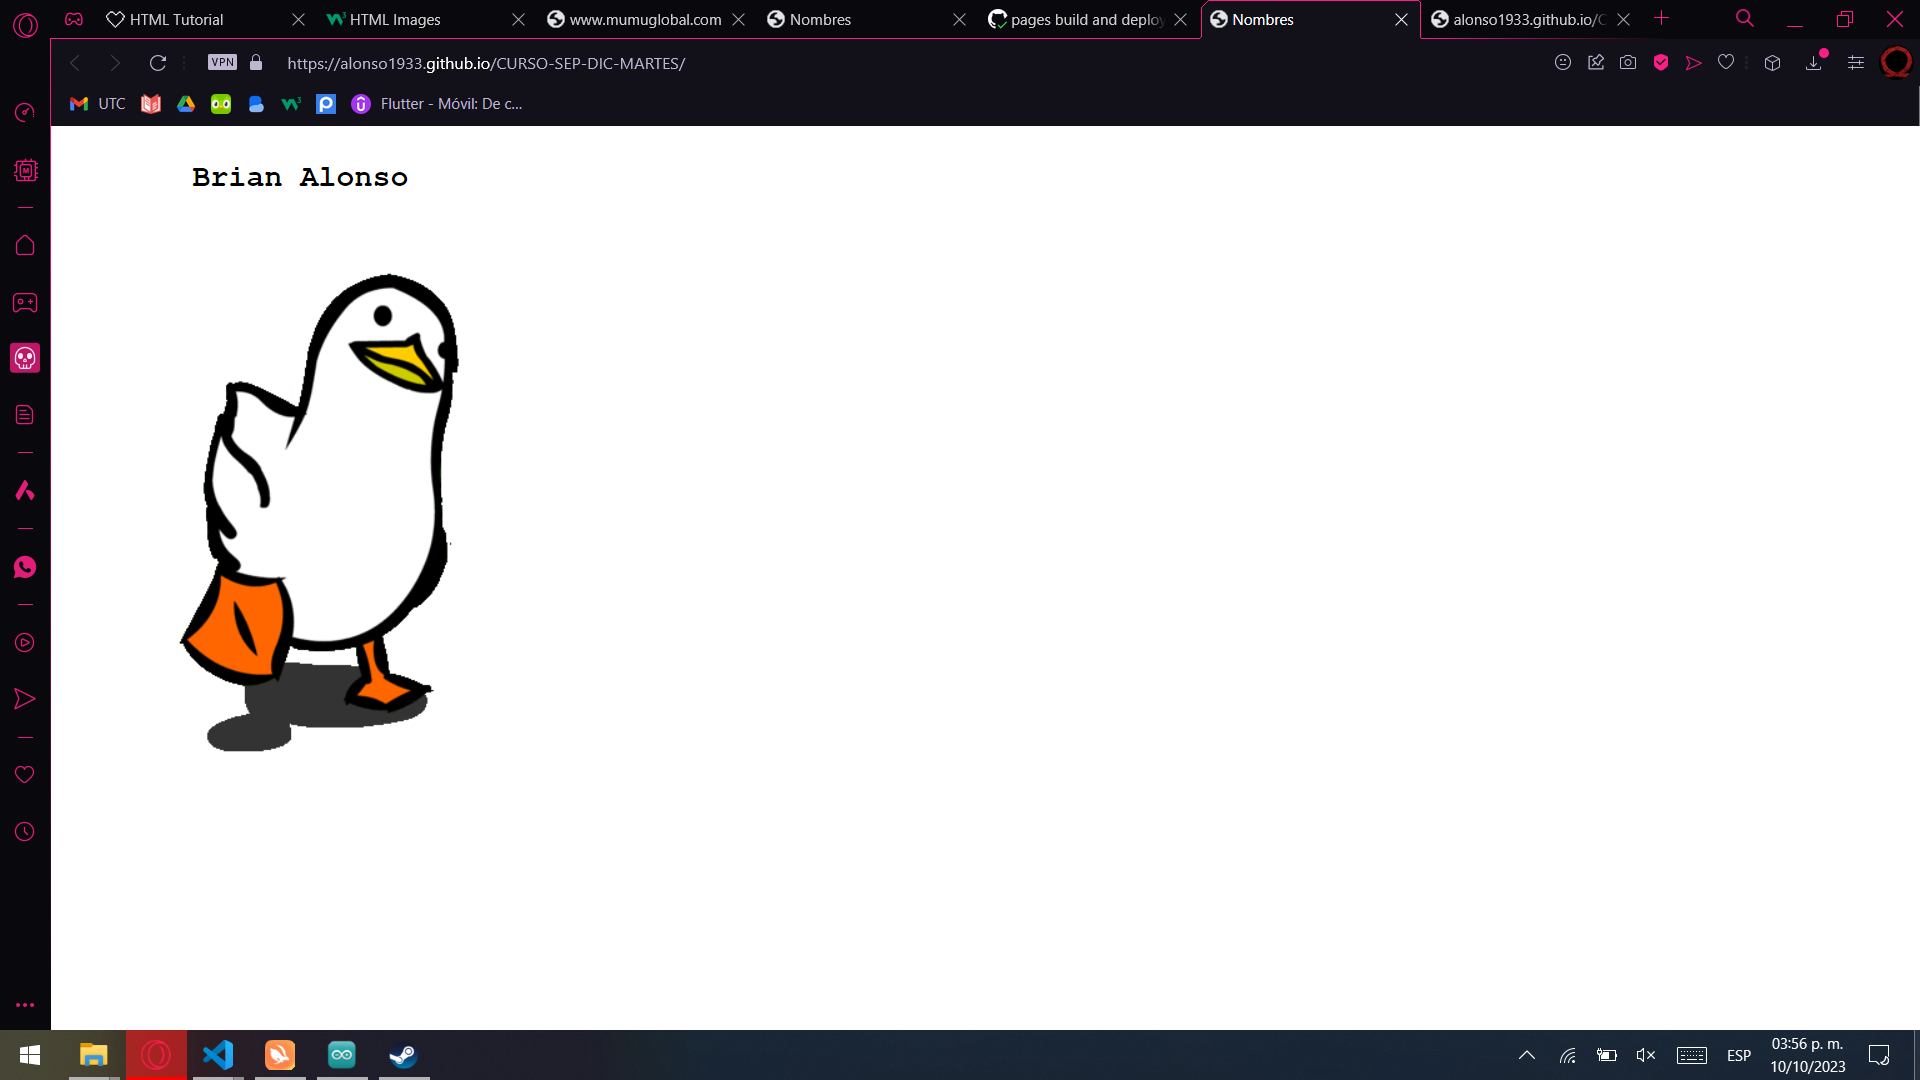 HTML Tutorial
HTML Images
www.mumuglobal.com
Nombres
pages build and deploy
Nombres
alonso1933.github.io/C
VPN
https://alonso1933.github.io/CURSO-SEP-DIC-MARTES/
UTC
Flutter - Móvil: De c...
Brian Alonso
ESP
03:56 p. m.
10/10/2023